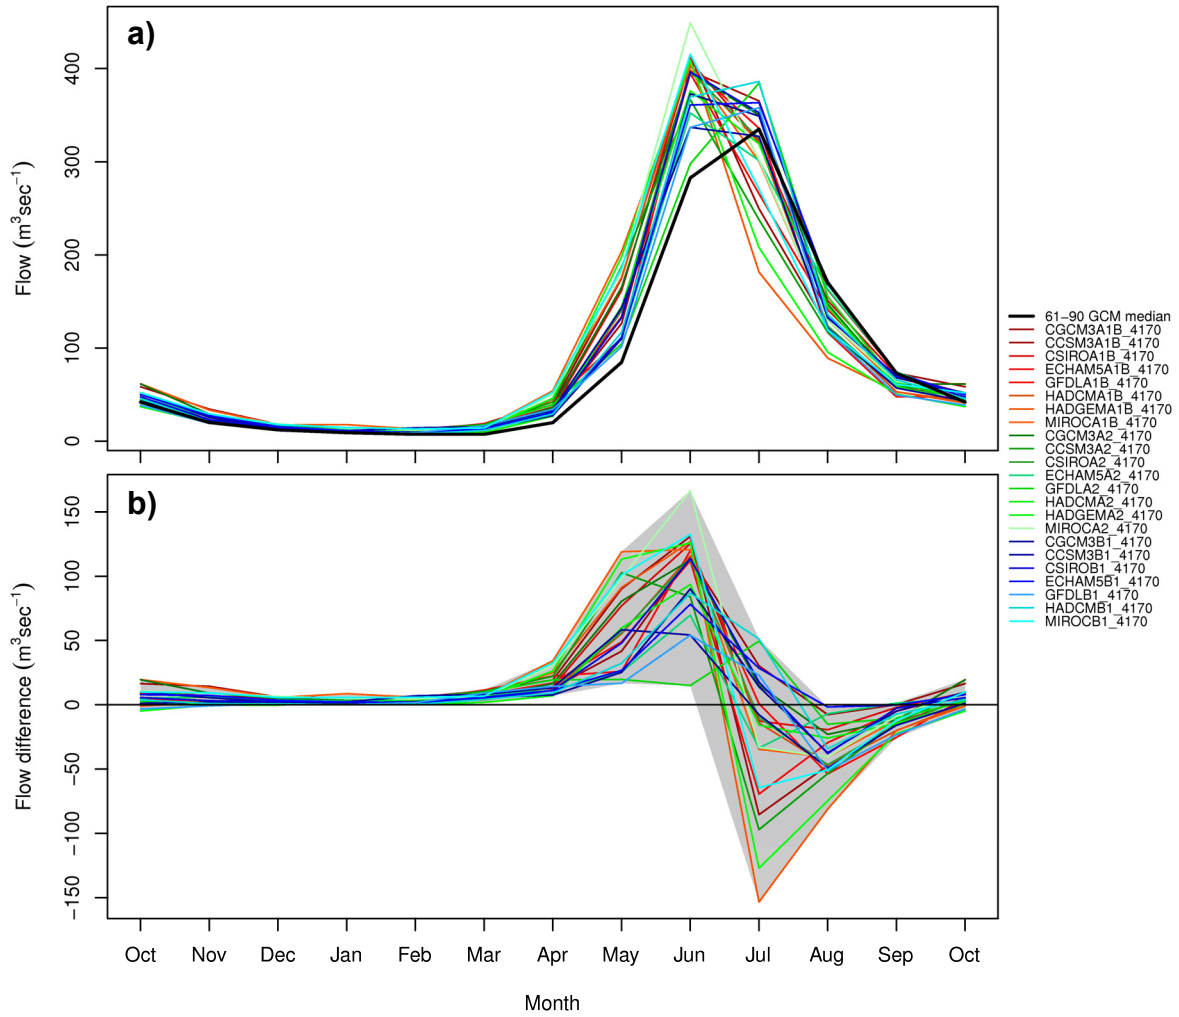 a)
400
300
200
100
0
Flow (m³sec⁻¹)
b)
150
100
50
0
−50
−100
−150
Flow difference (m³sec⁻¹)
Oct Nov Dec Jan Feb Mar Apr May Jun Jul Aug Sep Oct
Month
61−90 GCM median
CGCM3A1B_4170
CCSM3A1B_4170
CSIROA1B_4170
ECHAM5A1B_4170
GFDLA1B_4170
HADCMA1B_4170
HADGEMA1B_4170
MIROCA1B_4170
CGCM3A2_4170
CCSM3A2_4170
CSIROA2_4170
ECHAM5A2_4170
GFDLA2_4170
HADCMA2_4170
HADGEMA2_4170
MIROCA2_4170
CGCM3B1_4170
CCSM3B1_4170
CSIROB1_4170
ECHAM5B1_4170
GFDLB1_4170
HADCMB1_4170
MIROCB1_4170